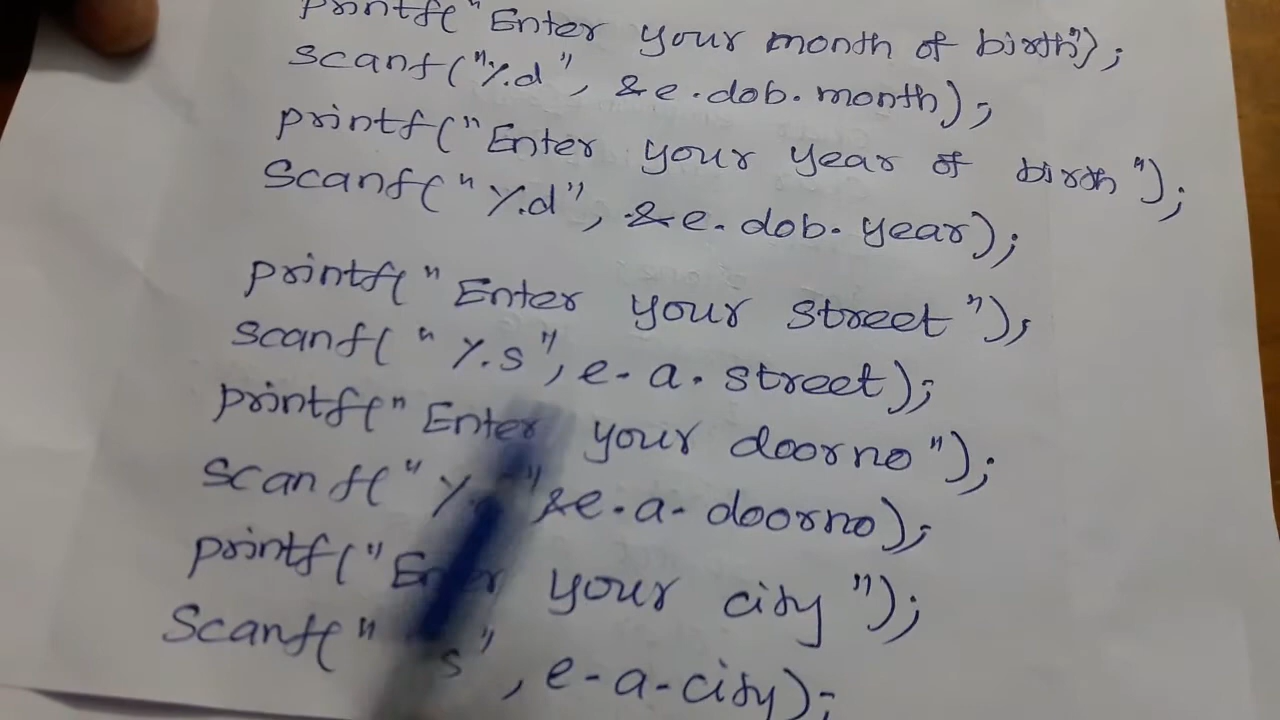 printf("Enter your month of birth");
scanf("%d", &e.dob.month);
printf("Enter your year of birth");
Scanf("%d", &e.dob.year);
printf("Enter your street");
scanf("%s", e.a.street);
printf("Enter your doorno");
scanf("% " &e.a.doorno);
printf("Enter your city");
Scanf(" s", e.a.city);